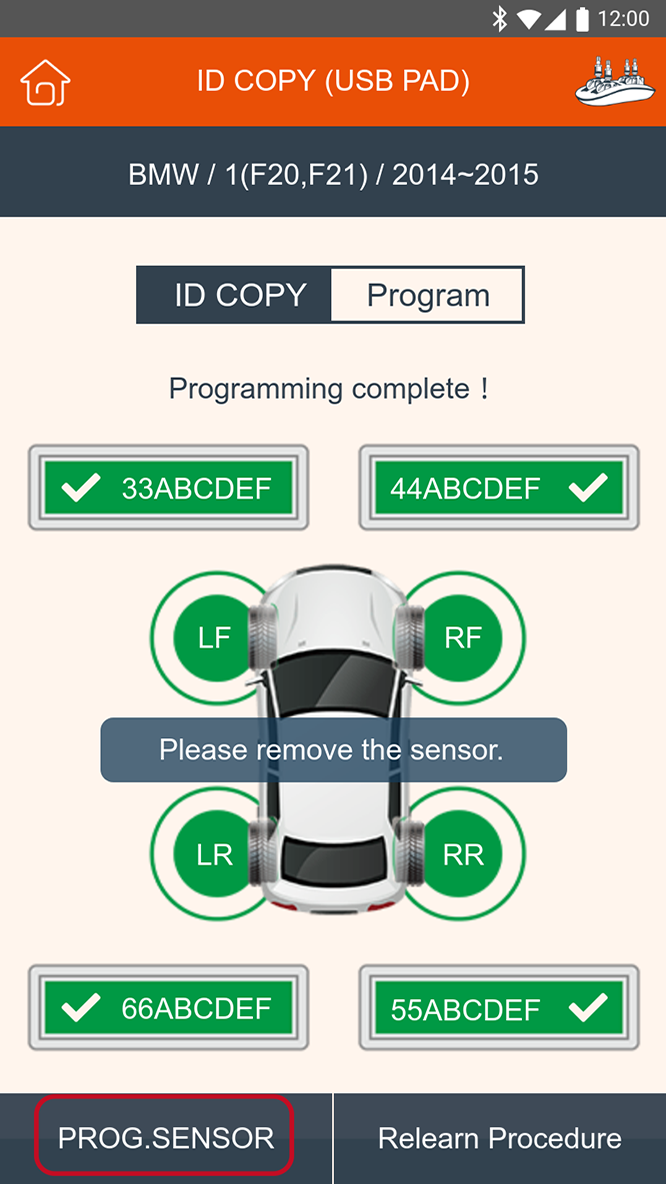 12:00
ID COPY (USB PAD)
BMW / 1(F20,F21) / 2014~2015
ID COPY
Program
Programming complete !
33ABCDEF
44ABCDEF
LF
RF
Please remove the sensor.
LR
RR
66ABCDEF
55ABCDEF
PROG.SENSOR
Relearn Procedure